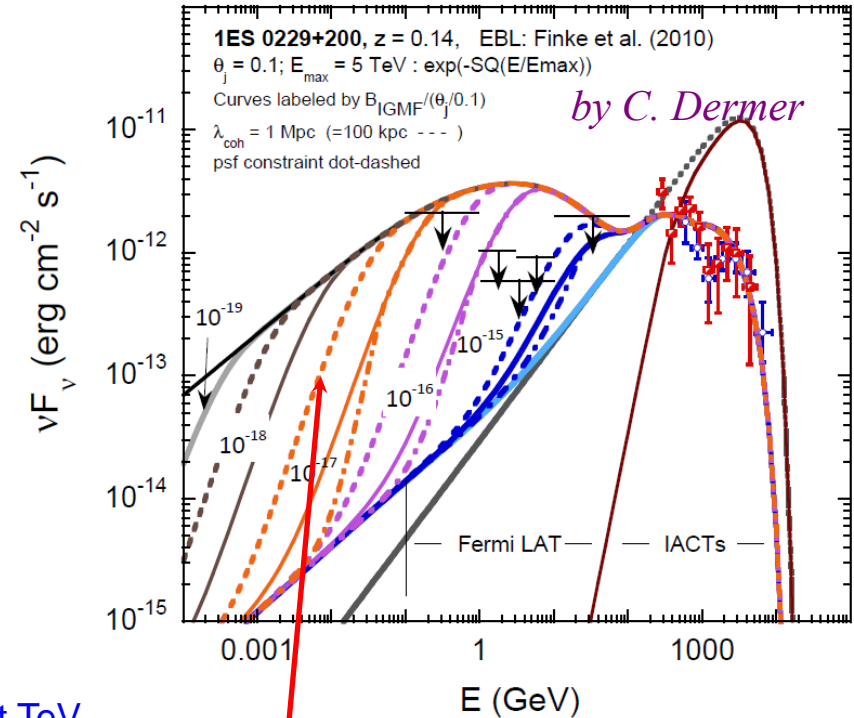 1ES 0229+200, z = 0.14, EBL: Finke et al. (2010)
θj = 0.1; Emax = 5 TeV : exp(-SQ(E/Emax))
Curves labeled by BIGMF/(θj/0.1)
by C. Dermer
λcoh = 1 Mpc (=100 kpc - - - )
psf constraint dot-dashed
10-10
10-11
10-12
10-13
10-14
10-15
νFν (erg cm-2 s-1)
10-19
10-18
10-17
10-16
10-15
Fermi LAT
IACTs
0.001
1
1000
E (GeV)
t TeV